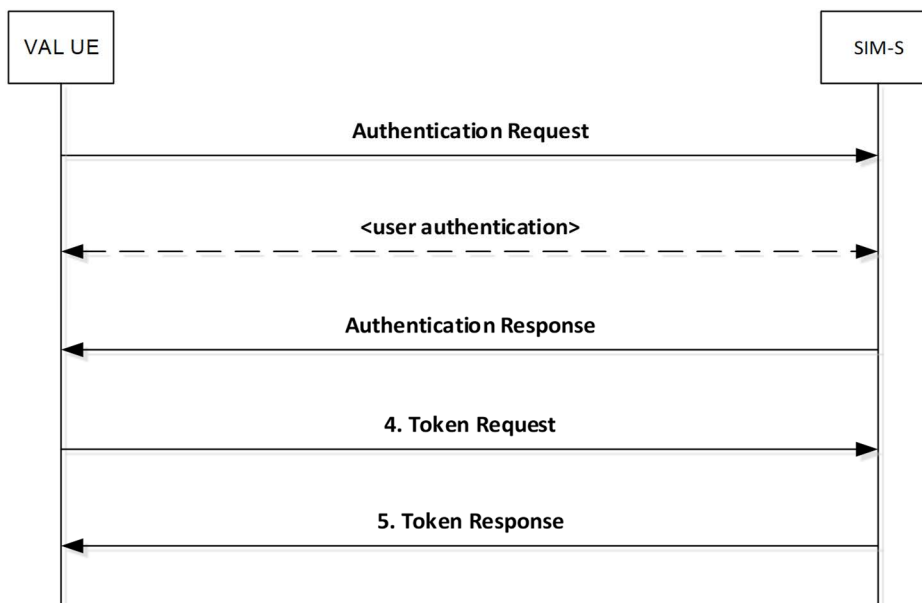 VAL UE
SIM-S
Authentication Request
<user authentication>
Authentication Response
4. Token Request
5. Token Response